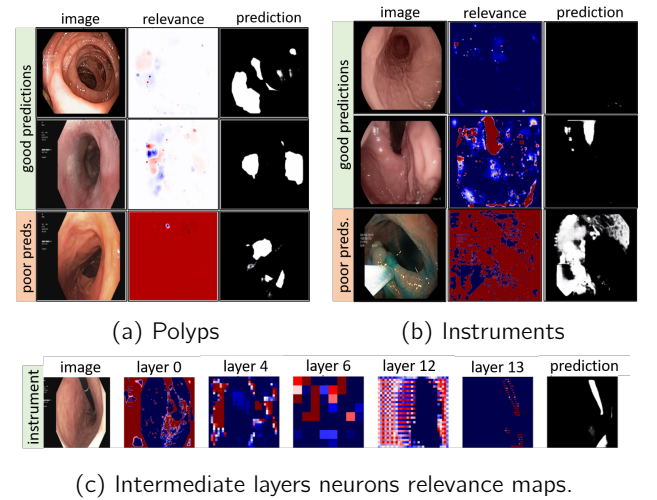 image relevance prediction
image relevance prediction
good predictions
poor preds.
good predictions
poor preds.
(a) Polyps
(b) Instruments
image layer 0 layer 4 layer 6 layer 12 layer 13 prediction
instrument
(c) Intermediate layers neurons relevance maps.